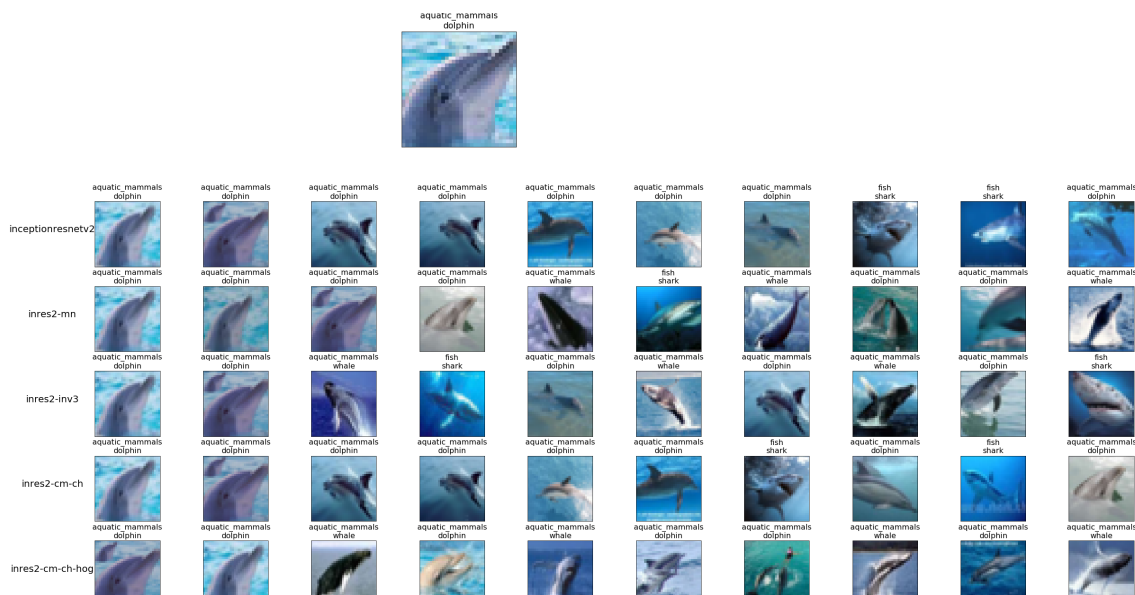 aquatic_mammals
dolphin
aquatic_mammals aquatic_mammals aquatic_mammals aquatic_mammals aquatic_mammals aquatic_mammals aquatic_mammals fish fish aquatic_mammals
dolphin dolphin dolphin dolphin dolphin dolphin dolphin shark shark dolphin
inceptionresnetv2
aquatic_mammals aquatic_mammals aquatic_mammals aquatic_mammals aquatic_mammals fish aquatic_mammals aquatic_mammals aquatic_mammals aquatic_mammals
dolphin dolphin dolphin dolphin whale shark whale dolphin dolphin whale
inres2-mn
aquatic_mammals aquatic_mammals aquatic_mammals fish aquatic_mammals aquatic_mammals aquatic_mammals aquatic_mammals aquatic_mammals fish
dolphin dolphin whale shark dolphin whale dolphin whale dolphin shark
inres2-inv3
aquatic_mammals aquatic_mammals aquatic_mammals aquatic_mammals aquatic_mammals aquatic_mammals fish aquatic_mammals fish aquatic_mammals
dolphin dolphin dolphin dolphin dolphin dolphin shark dolphin shark dolphin
inres2-cm-ch
aquatic_mammals aquatic_mammals aquatic_mammals aquatic_mammals aquatic_mammals aquatic_mammals aquatic_mammals aquatic_mammals aquatic_mammals aquatic_mammals
dolphin dolphin whale dolphin whale dolphin dolphin whale dolphin whale
inres2-cm-ch-hog